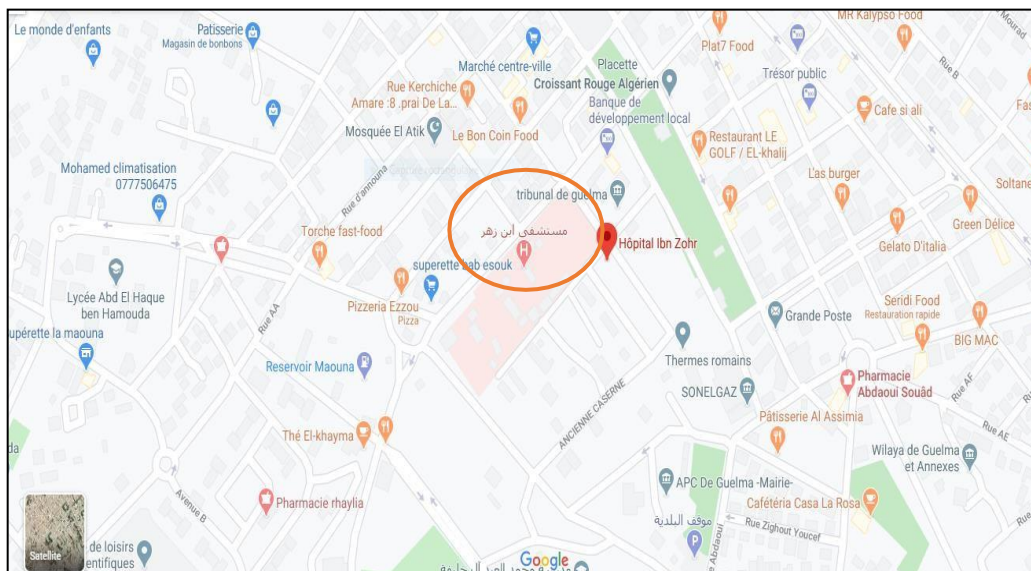 MR Kalypso Food
Mourad
Le monde d'enfants
Patisserie
Magasin de bonbons
Plat7 Food
Rue B
Marché centre-ville
Placette
Croissant Rouge Algérien
Trésor public
Rue Kerchiche
Amare :8 .prai De La...
Banque de
développement local
Cafe si ali
Mosquée El Atik
Le Bon Coin Food
Restaurant LE
GOLF / EL-khalij
Mohamed climatisation
0777506475
Rue d'announa
tribunal de guelma
L'as burger
Soltane
Green Délice
مستشفى ابن زهر
H
Hôpital Ibn Zohr
Torche fast-food
Gelato D'italia
superette bab esouk
Lycée Abd El Haque
ben Hamouda
Pizzeria Ezzou
Pizza
Seridi Food
Restauration rapide
Rue AA
Grande Poste
BIG MAC
supérette la maouna
Reservoir Maouna
Thermes romains
SONELGAZ
Pharmacie
Abdaoui Souâd
Rue AF
ANCIENNE CASERNE
Pâtisserie Al Assimia
Rue AE
Thé El-khayma
da
Wilaya de Guelma
et Annexes
APC De Guelma -Mairie-
Pharmacie rhaylia
Cafétéria Casa La Rosa
Avenue B
موقف البلدية
P
Rue Zighout Youcef
Abdaoui
Satellite
e de loisirs
entifiques
Google